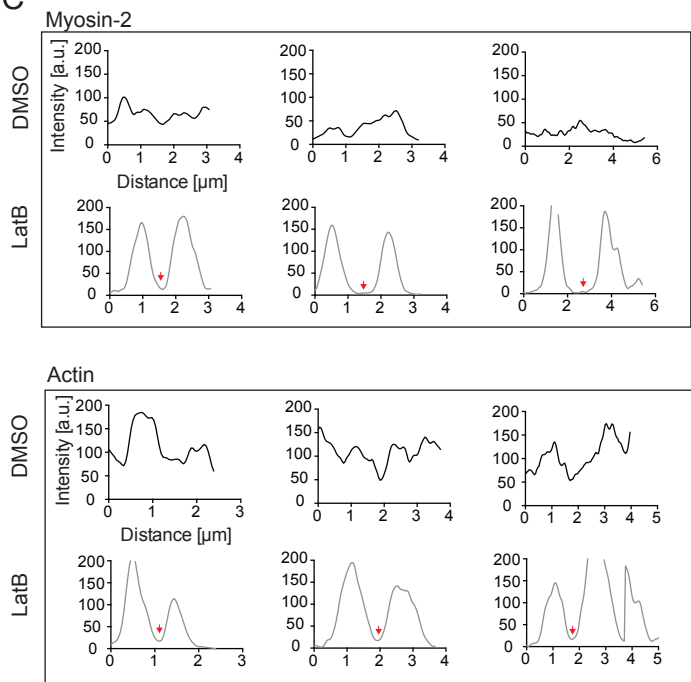 C
Myosin-2
DMSO
Intensity [a.u.]
200 150 100 50 0
0 1 2 3 4
200 150 100 50 0
0 1 2 3 4
200 150 100 50 0
0 2 4 6
Distance [µm]
LatB
200 150 100 50 0
0 1 2 3 4
200 150 100 50 0
0 1 2 3 4
200 150 100 50 0
0 2 4 6
Actin
DMSO
Intensity [a.u.]
200 150 100 50 0
0 1 2 3
200 150 100 50 0
0 1 2 3 4
200 150 100 50 0
0 1 2 3 4 5
Distance [µm]
LatB
200 150 100 50 0
0 1 2 3
200 150 100 50 0
0 1 2 3 4
200 150 100 50 0
0 1 2 3 4 5